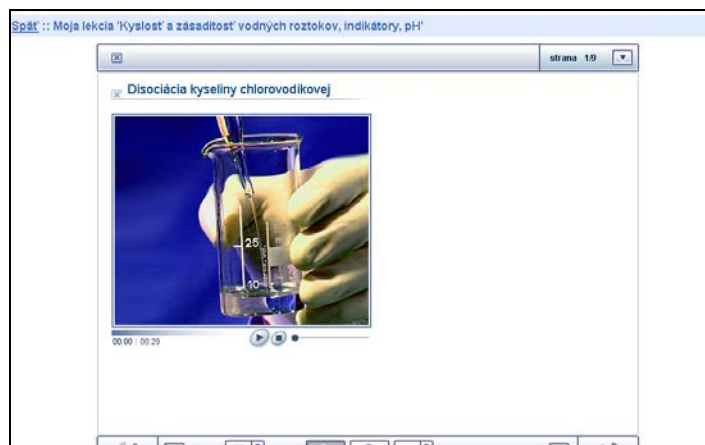 Späť :: Moja lekcia 'Kyslosť a zásaditosť vodných roztokov, indikátory, pH'
strana 1/9
Disociácia kyseliny chlorovodíkovej
25
10
00:00 | 00:29